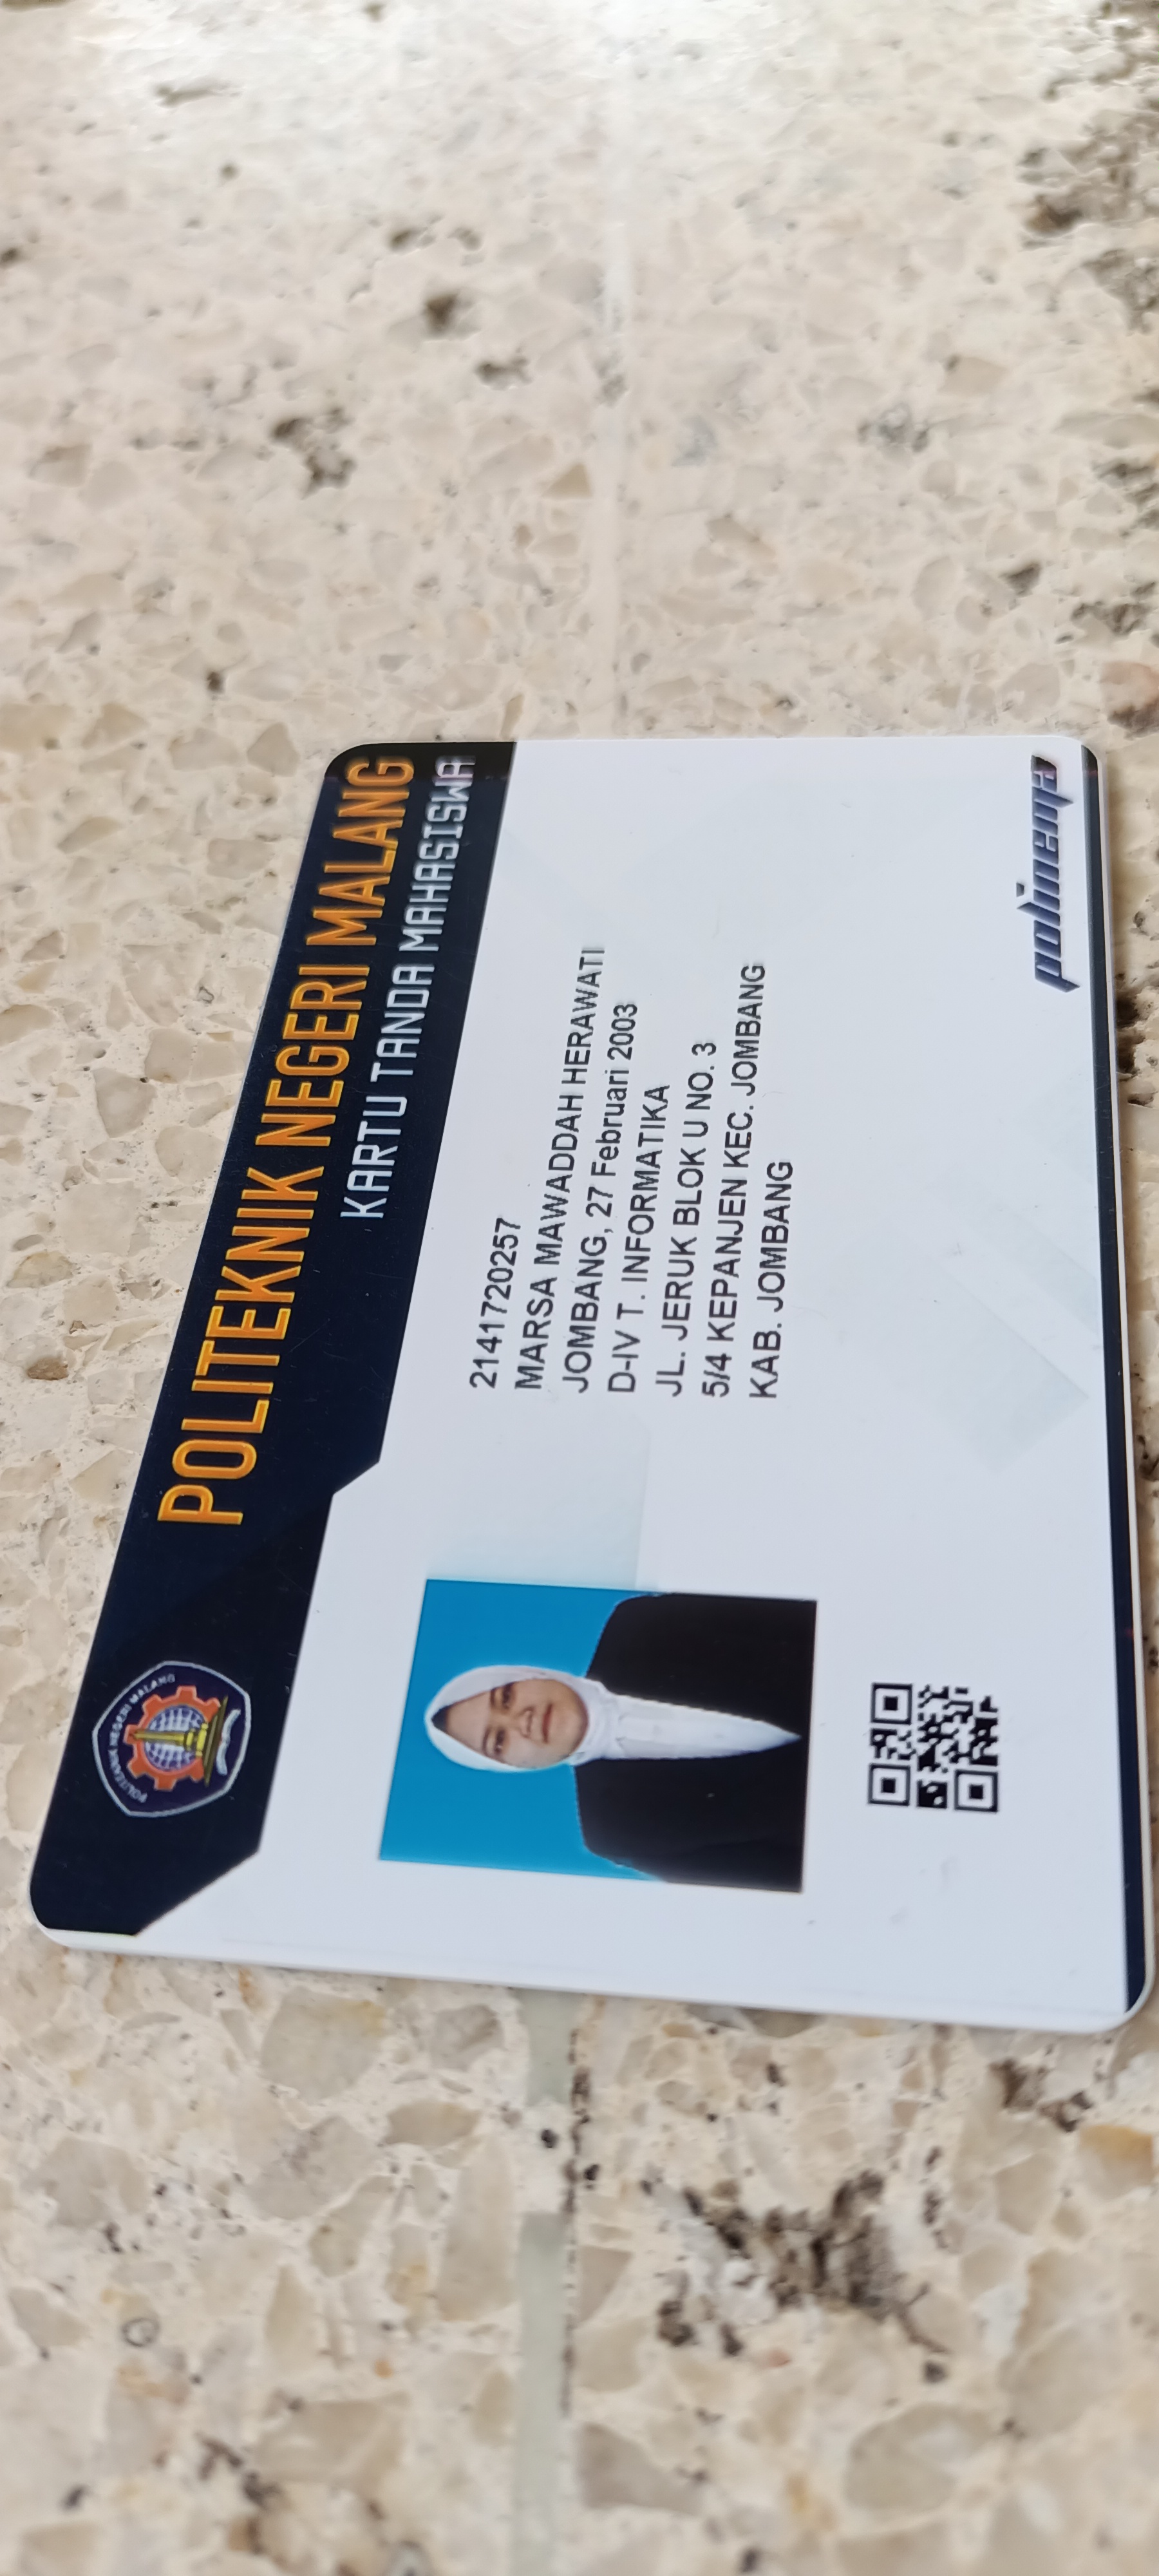 POLITEKNIK NEGERI MALANG
POLITEKNIK NEGERI MALANG
KARTU TANDA MAHASISWA
2141720257
MARSA MAWADDAH HERAWATI
JOMBANG, 27 Februari 2003
D-IV T. INFORMATIKA
JL. JERUK BLOK U NO. 3
5/4 KEPANJEN KEC. JOMBANG
KAB. JOMBANG
polinema